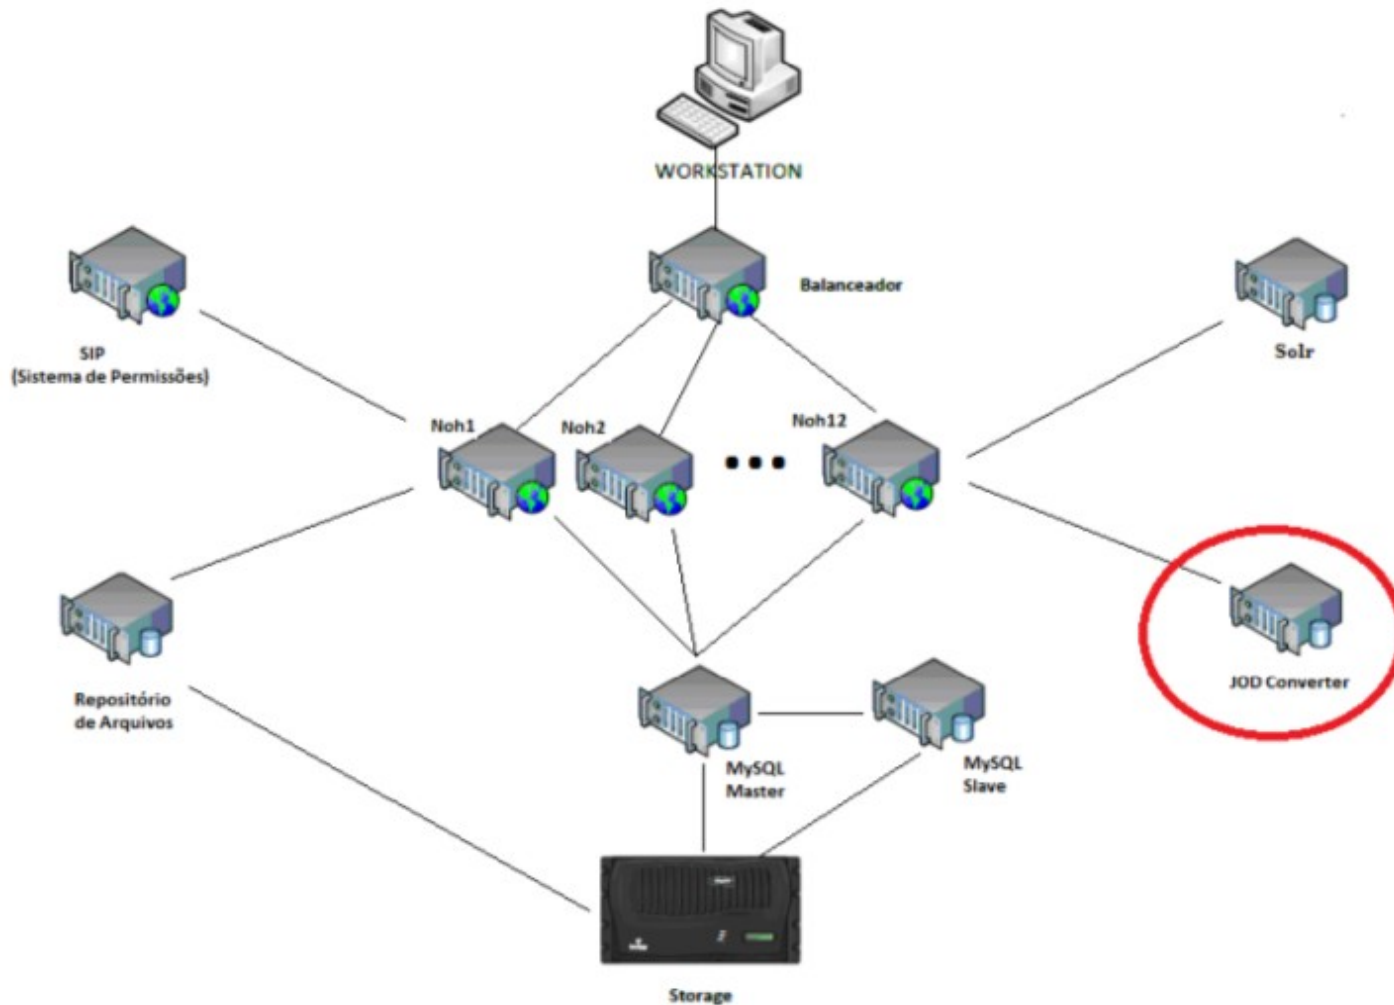 WORKSTATION
Balanceador
SIP
(Sistema de Permissões)
Solr
Noh1
Noh2
Noh12
Repositório
de Arquivos
JOD Converter
MySQL
Master
MySQL
Slave
Storage